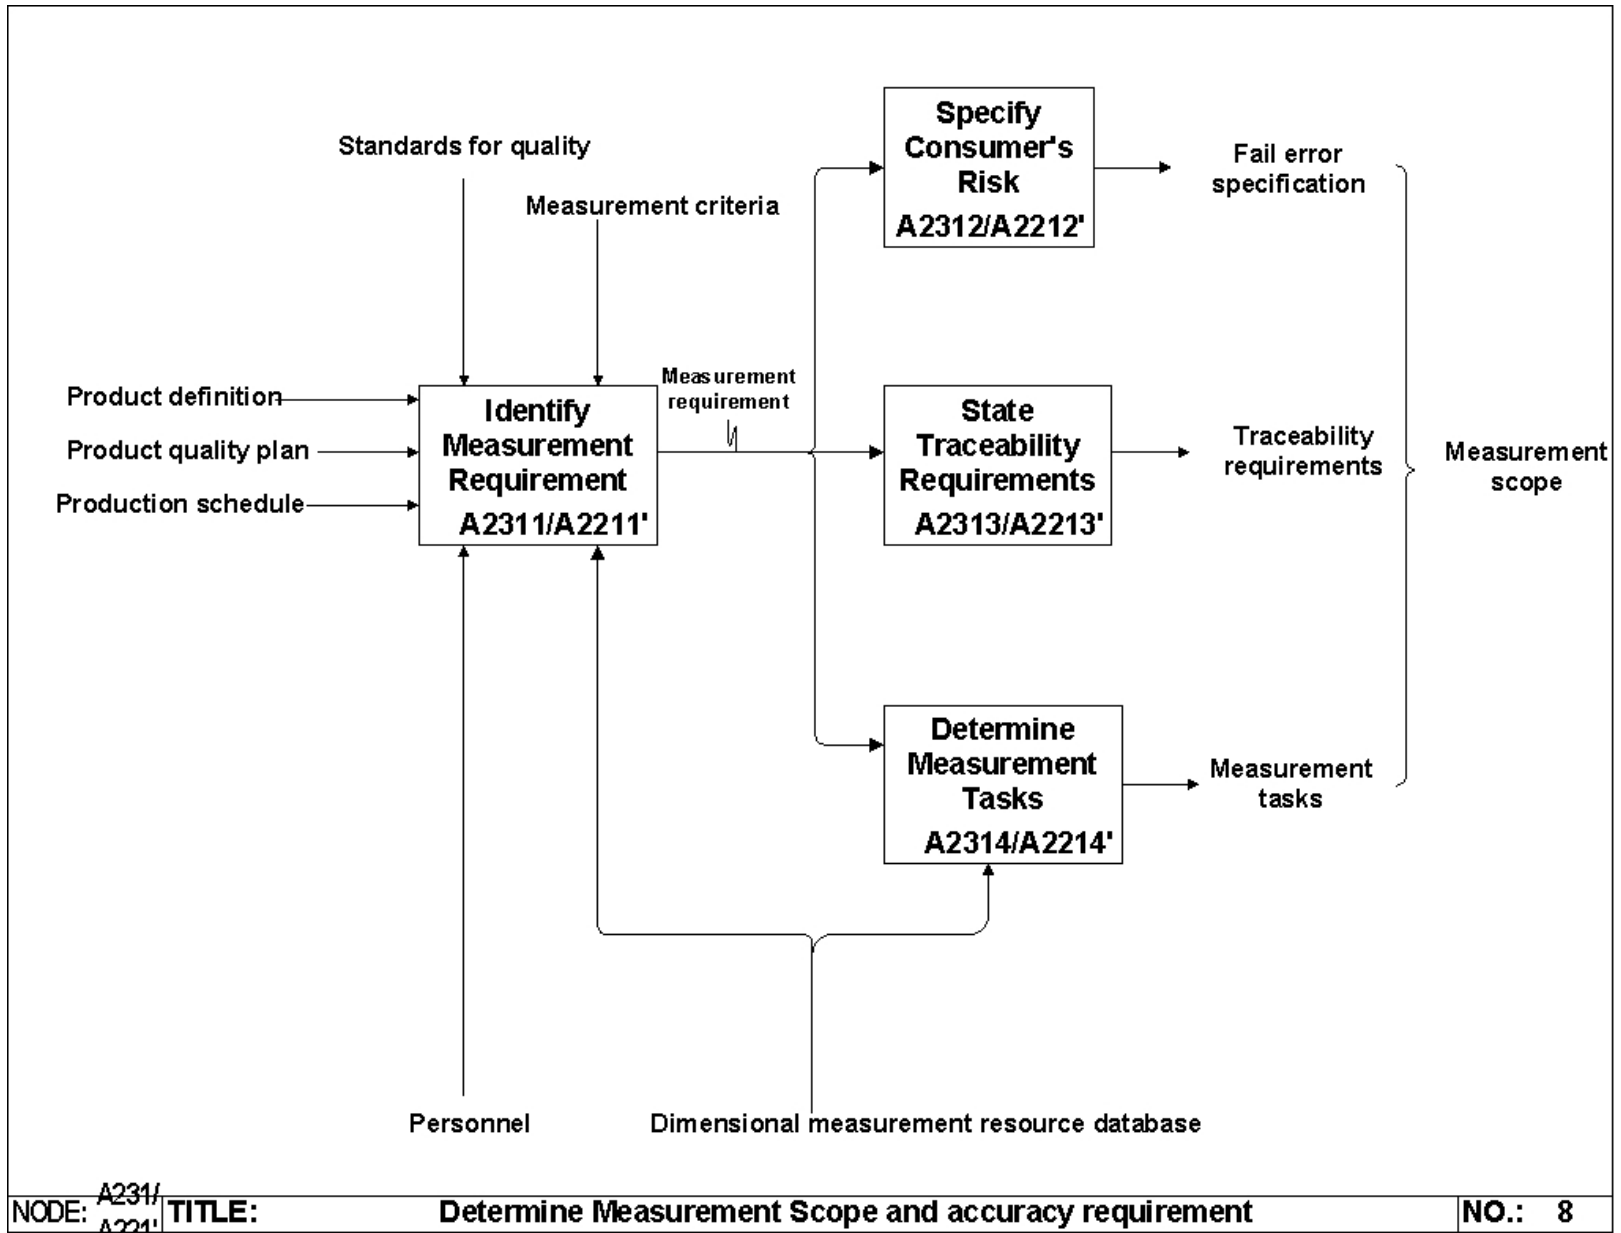 Standards for quality
Measurement criteria
Specify
Consumer's
Risk
A2312/A2212'
Fail error
specification
Product definition
Product quality plan
Production schedule
Identify
Measurement
Requirement
A2311/A2211'
Measurement
requirement
State
Traceability
Requirements
A2313/A2213'
Traceability
requirements
Measurement
scope
Determine
Measurement
Tasks
A2314/A2214'
Measurement
tasks
Personnel
Dimensional measurement resource database
NODE:
A231/
A221'
TITLE:
Determine Measurement Scope and accuracy requirement
NO.: 8